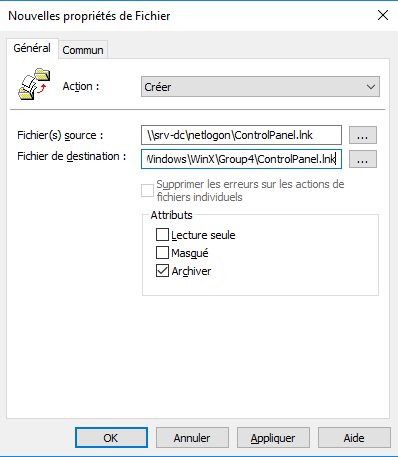 Nouvelles propriétés de Fichier
Général
Commun
Action :
Créer
Fichier(s) source :
\\srv-dc\netlogon\ControlPanel.lnk
...
Fichier de destination :
Windows\WinX\Group4\ControlPanel.lnk
...
Supprimer les erreurs sur les actions de
fichiers individuels
Attributs
Lecture seule
Masqué
Archiver
OK
Annuler
Appliquer
Aide